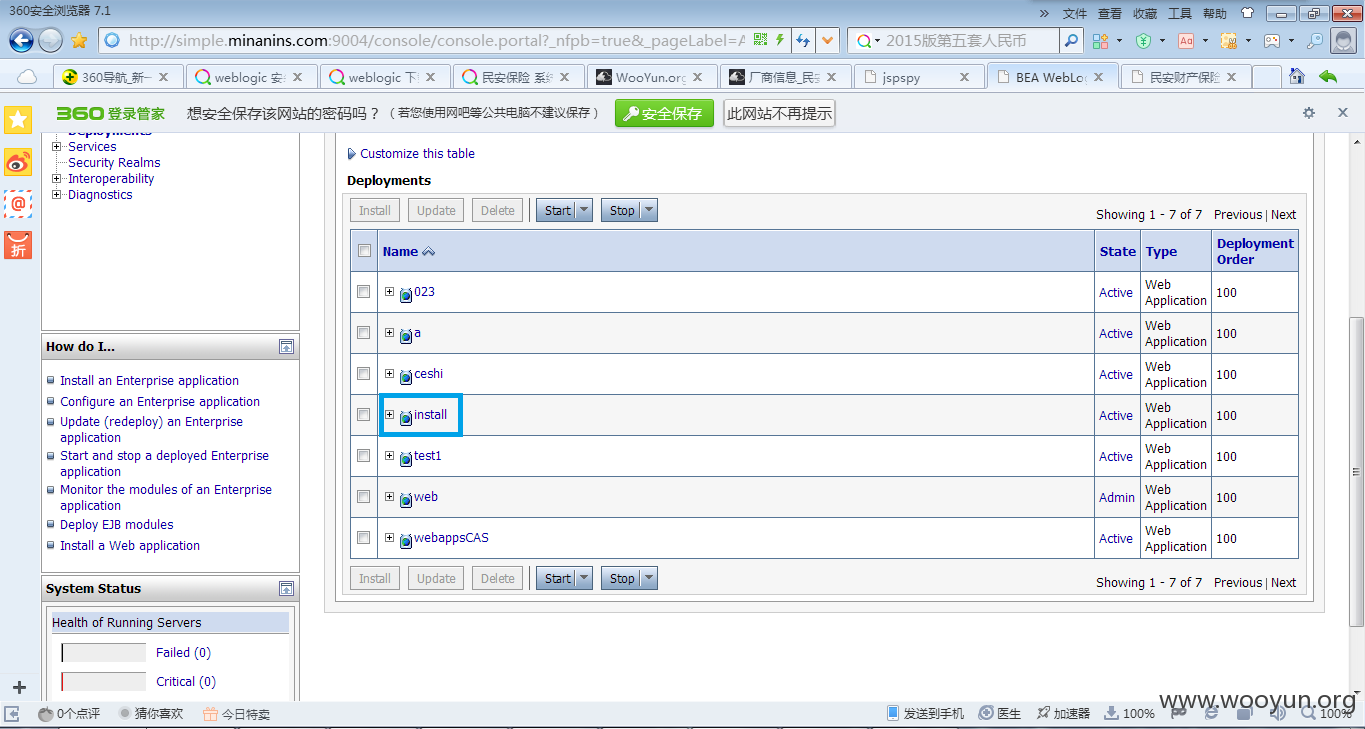 360安全浏览器 7.1
» 文件 查看 收藏 工具 帮助
http://simple.minanins.com:9004/console/console.portal?_nfpb=true&_pageLabel=A
2015版第五套人民币
360导航_新一
weblogic 安
weblogic 下
民安保险 系统
WooYun.org
厂商信息_民
jspspy
BEA WebLo
民安财产保险
360 登录管家 想安全保存该网站的密码吗？（若您使用网吧等公共电脑不建议保存） 安全保存 此网站不再提示
Deployments
Services
Security Realms
Interoperability
Diagnostics
How do I...
Install an Enterprise application
Configure an Enterprise application
Update (redeploy) an Enterprise
application
Start and stop a deployed Enterprise
application
Monitor the modules of an Enterprise
application
Deploy EJB modules
Install a Web application
System Status
Health of Running Servers
Failed (0)
Critical (0)
Customize this table
Deployments
Install Update Delete Start Stop
Showing 1 - 7 of 7 Previous | Next
Name State Type Deployment
Order
023 Active Web
Application 100
a Active Web
Application 100
ceshi Active Web
Application 100
install Active Web
Application 100
test1 Active Web
Application 100
web Admin Web
Application 100
webappsCAS Active Web
Application 100
Install Update Delete Start Stop
Showing 1 - 7 of 7 Previous | Next
折
0个点评 猜你喜欢 今日特卖
发送到手机 医生 加速器 100% 100%
www.wooyun.org